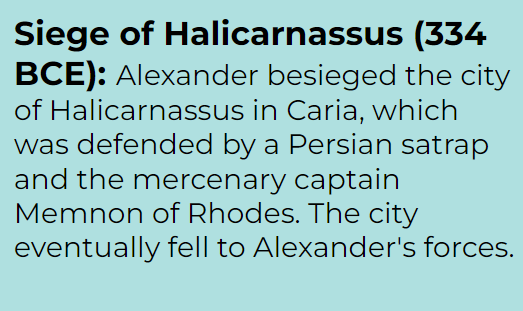 Siege of Halicarnassus (334
BCE): Alexander besieged the city
of Halicarnassus in Caria, which
was defended by a Persian satrap
and the mercenary captain
Memnon of Rhodes. The city
eventually fell to Alexander's forces.